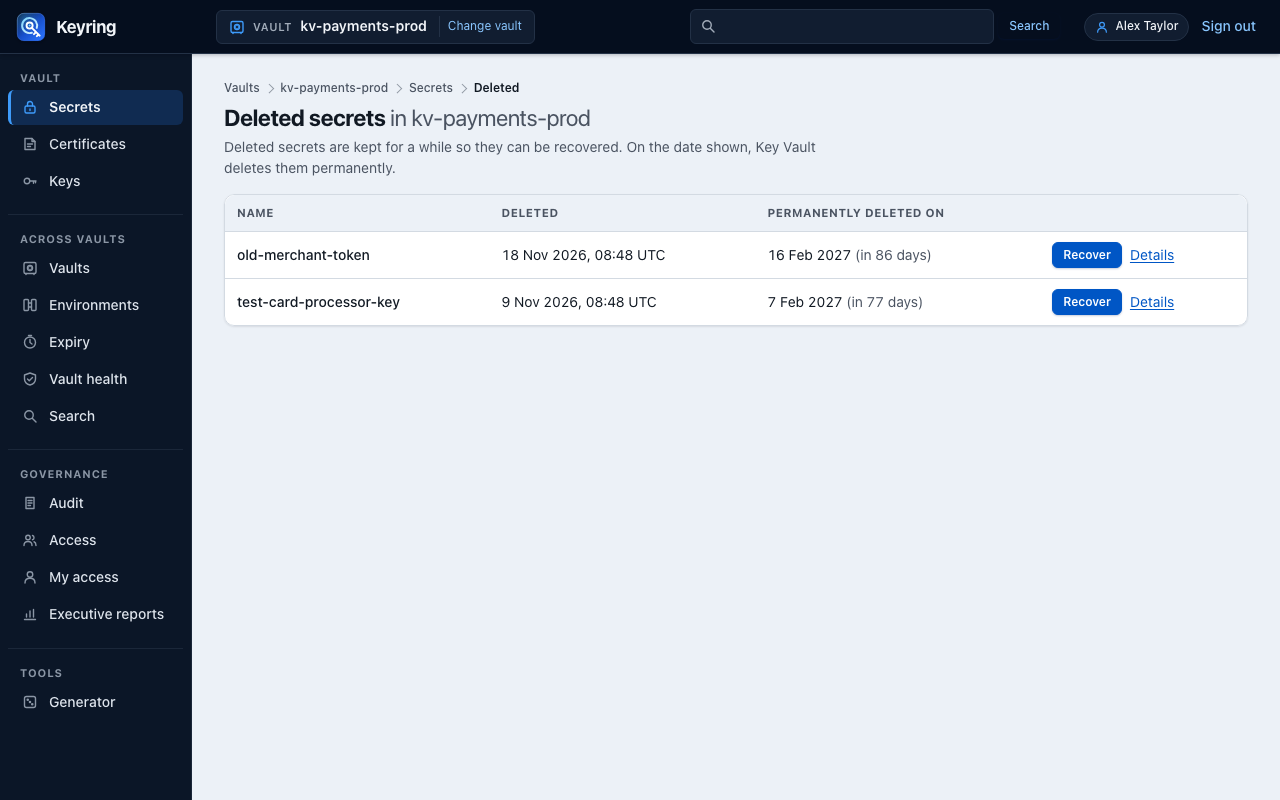 Keyring
VAULT kv-payments-prod Change vault
Search
Alex Taylor
Sign out
VAULT
Secrets
Certificates
Keys
ACROSS VAULTS
Vaults
Environments
Expiry
Vault health
Search
GOVERNANCE
Audit
Access
My access
Executive reports
TOOLS
Generator
Vaults kv-payments-prod Secrets Deleted
Deleted secrets in kv-payments-prod
Deleted secrets are kept for a while so they can be recovered. On the date shown, Key Vault
deletes them permanently.
NAME DELETED PERMANENTLY DELETED ON
old-merchant-token 18 Nov 2026, 08:48 UTC 16 Feb 2027 (in 86 days) Recover Details
test-card-processor-key 9 Nov 2026, 08:48 UTC 7 Feb 2027 (in 77 days) Recover Details